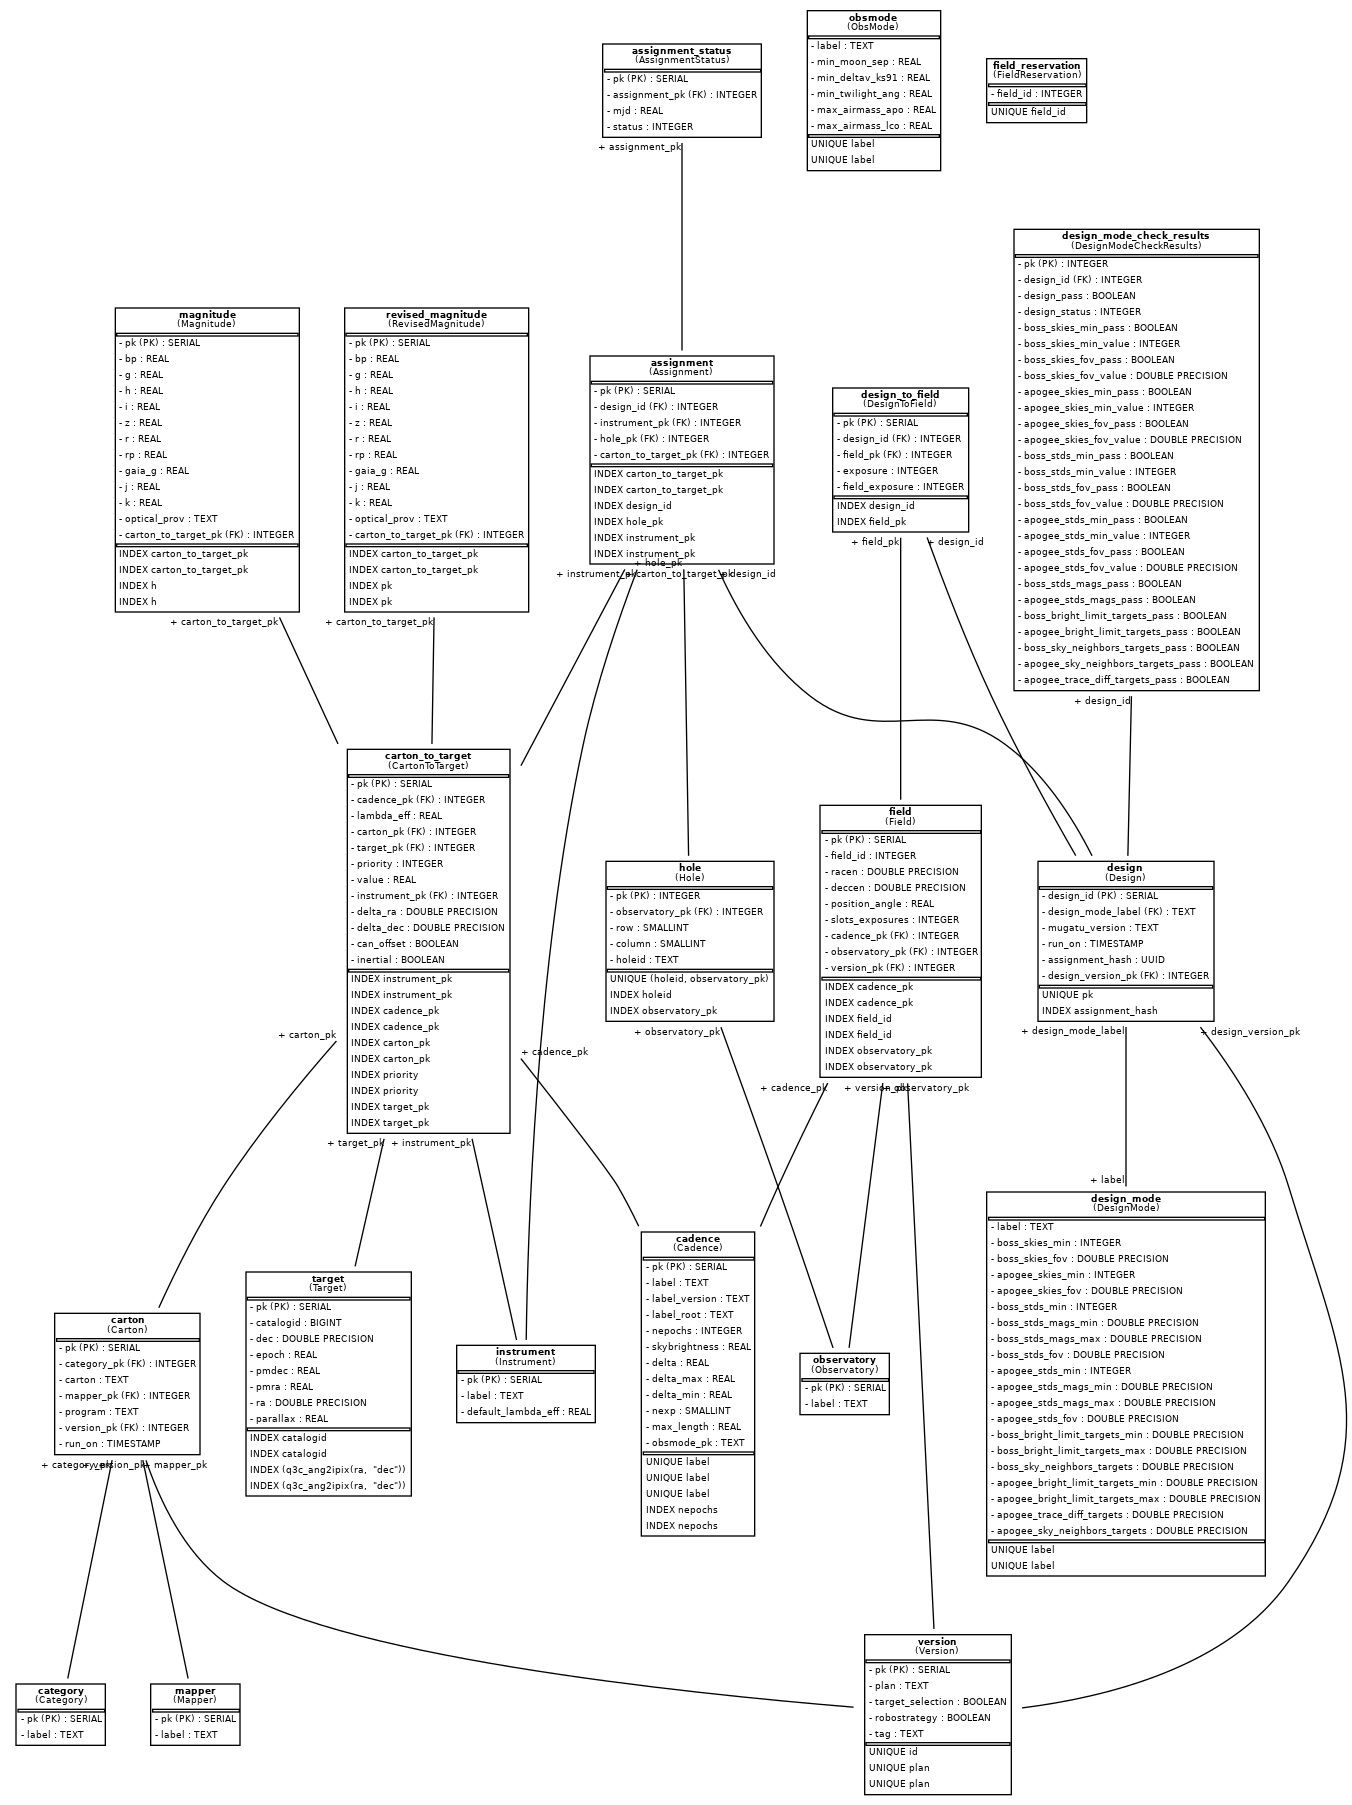 obsmode
(ObsMode)
- label : TEXT
- min_moon_sep : REAL
- min_deltav_ks91 : REAL
- min_twilight_ang : REAL
- max_airmass_apo : REAL
- max_airmass_lco : REAL
UNIQUE label
UNIQUE label
assignment_status
(AssignmentStatus)
- pk (PK) : SERIAL
- assignment_pk (FK) : INTEGER
- mjd : REAL
- status : INTEGER
+ assignment_pk
field_reservation
(FieldReservation)
- field_id : INTEGER
UNIQUE field_id
design_mode_check_results
(DesignModeCheckResults)
- pk (PK) : INTEGER
- design_id (FK) : INTEGER
- design_pass : BOOLEAN
- design_status : INTEGER
- boss_skies_min_pass : BOOLEAN
- boss_skies_min_value : INTEGER
- boss_skies_fov_pass : BOOLEAN
- boss_skies_fov_value : DOUBLE PRECISION
- apogee_skies_min_pass : BOOLEAN
- apogee_skies_min_value : INTEGER
- apogee_skies_fov_pass : BOOLEAN
- apogee_skies_fov_value : DOUBLE PRECISION
- boss_stds_min_pass : BOOLEAN
- boss_stds_min_value : INTEGER
- boss_stds_fov_pass : BOOLEAN
- boss_stds_fov_value : DOUBLE PRECISION
- apogee_stds_min_pass : BOOLEAN
- apogee_stds_min_value : INTEGER
- apogee_stds_fov_pass : BOOLEAN
- apogee_stds_fov_value : DOUBLE PRECISION
- boss_stds_mags_pass : BOOLEAN
- apogee_stds_mags_pass : BOOLEAN
- boss_bright_limit_targets_pass : BOOLEAN
- apogee_bright_limit_targets_pass : BOOLEAN
- boss_sky_neighbors_targets_pass : BOOLEAN
- apogee_sky_neighbors_targets_pass : BOOLEAN
- apogee_trace_diff_targets_pass : BOOLEAN
+ design_id
magnitude
(Magnitude)
- pk (PK) : SERIAL
- bp : REAL
- g : REAL
- h : REAL
- i : REAL
- z : REAL
- r : REAL
- rp : REAL
- gaia_g : REAL
- j : REAL
- k : REAL
- optical_prov : TEXT
- carton_to_target_pk (FK) : INTEGER
INDEX carton_to_target_pk
INDEX carton_to_target_pk
INDEX h
INDEX h
+ carton_to_target_pk
revised_magnitude
(RevisedMagnitude)
- pk (PK) : SERIAL
- bp : REAL
- g : REAL
- h : REAL
- i : REAL
- z : REAL
- r : REAL
- rp : REAL
- gaia_g : REAL
- j : REAL
- k : REAL
- optical_prov : TEXT
- carton_to_target_pk (FK) : INTEGER
INDEX carton_to_target_pk
INDEX carton_to_target_pk
INDEX pk
INDEX pk
+ carton_to_target_pk
assignment
(Assignment)
- pk (PK) : SERIAL
- design_id (FK) : INTEGER
- instrument_pk (FK) : INTEGER
- hole_pk (FK) : INTEGER
- carton_to_target_pk (FK) : INTEGER
INDEX carton_to_target_pk
INDEX carton_to_target_pk
INDEX design_id
INDEX hole_pk
INDEX instrument_pk
INDEX instrument_pk
+ hole_pk
+ instrument_pk
+ carton_to_target_pk
+ design_id
design_to_field
(DesignToField)
- pk (PK) : SERIAL
- design_id (FK) : INTEGER
- field_pk (FK) : INTEGER
- exposure : INTEGER
- field_exposure : INTEGER
INDEX design_id
INDEX field_pk
+ field_pk
+ design_id
carton_to_target
(CartonToTarget)
- pk (PK) : SERIAL
- cadence_pk (FK) : INTEGER
- lambda_eff : REAL
- carton_pk (FK) : INTEGER
- target_pk (FK) : INTEGER
- priority : INTEGER
- value : REAL
- instrument_pk (FK) : INTEGER
- delta_ra : DOUBLE PRECISION
- delta_dec : DOUBLE PRECISION
- can_offset : BOOLEAN
- inertial : BOOLEAN
INDEX instrument_pk
INDEX instrument_pk
INDEX cadence_pk
INDEX cadence_pk
INDEX carton_pk
INDEX carton_pk
INDEX priority
INDEX priority
INDEX target_pk
INDEX target_pk
+ carton_pk
+ cadence_pk
+ target_pk
+ instrument_pk
hole
(Hole)
- pk (PK) : INTEGER
- observatory_pk (FK) : INTEGER
- row : SMALLINT
- column : SMALLINT
- holeid : TEXT
UNIQUE (holeid, observatory_pk)
INDEX holeid
INDEX observatory_pk
+ observatory_pk
field
(Field)
- pk (PK) : SERIAL
- field_id : INTEGER
- racen : DOUBLE PRECISION
- deccen : DOUBLE PRECISION
- position_angle : REAL
- slots_exposures : INTEGER
- cadence_pk (FK) : INTEGER
- observatory_pk (FK) : INTEGER
- version_pk (FK) : INTEGER
INDEX cadence_pk
INDEX cadence_pk
INDEX field_id
INDEX field_id
INDEX observatory_pk
INDEX observatory_pk
+ cadence_pk
+ version_pk
+ observatory_pk
design
(Design)
- design_id (PK) : SERIAL
- design_mode_label (FK) : TEXT
- mugatu_version : TEXT
- run_on : TIMESTAMP
- assignment_hash : UUID
- design_version_pk (FK) : INTEGER
UNIQUE pk
INDEX assignment_hash
+ design_mode_label
+ design_version_pk
+ label
design_mode
(DesignMode)
- label : TEXT
- boss_skies_min : INTEGER
- boss_skies_fov : DOUBLE PRECISION
- apogee_skies_min : INTEGER
- apogee_skies_fov : DOUBLE PRECISION
- boss_stds_min : INTEGER
- boss_stds_mags_min : DOUBLE PRECISION
- boss_stds_mags_max : DOUBLE PRECISION
- boss_stds_fov : DOUBLE PRECISION
- apogee_stds_min : INTEGER
- apogee_stds_mags_min : DOUBLE PRECISION
- apogee_stds_mags_max : DOUBLE PRECISION
- apogee_stds_fov : DOUBLE PRECISION
- boss_bright_limit_targets_min : DOUBLE PRECISION
- boss_bright_limit_targets_max : DOUBLE PRECISION
- boss_sky_neighbors_targets : DOUBLE PRECISION
- apogee_bright_limit_targets_min : DOUBLE PRECISION
- apogee_bright_limit_targets_max : DOUBLE PRECISION
- apogee_trace_diff_targets : DOUBLE PRECISION
- apogee_sky_neighbors_targets : DOUBLE PRECISION
UNIQUE label
UNIQUE label
cadence
(Cadence)
- pk (PK) : SERIAL
- label : TEXT
- label_version : TEXT
- label_root : TEXT
- nepochs : INTEGER
- skybrightness : REAL
- delta : REAL
- delta_max : REAL
- delta_min : REAL
- nexp : SMALLINT
- max_length : REAL
- obsmode_pk : TEXT
UNIQUE label
UNIQUE label
UNIQUE label
INDEX nepochs
INDEX nepochs
target
(Target)
- pk (PK) : SERIAL
- catalogid : BIGINT
- dec : DOUBLE PRECISION
- epoch : REAL
- pmdec : REAL
- pmra : REAL
- ra : DOUBLE PRECISION
- parallax : REAL
INDEX catalogid
INDEX catalogid
INDEX (q3c_ang2ipix(ra, "dec"))
INDEX (q3c_ang2ipix(ra, "dec"))
carton
(Carton)
- pk (PK) : SERIAL
- category_pk (FK) : INTEGER
- carton : TEXT
- mapper_pk (FK) : INTEGER
- program : TEXT
- version_pk (FK) : INTEGER
- run_on : TIMESTAMP
+ category_pk
+ version_pk
+ mapper_pk
instrument
(Instrument)
- pk (PK) : SERIAL
- label : TEXT
- default_lambda_eff : REAL
observatory
(Observatory)
- pk (PK) : SERIAL
- label : TEXT
version
(Version)
- pk (PK) : SERIAL
- plan : TEXT
- target_selection : BOOLEAN
- robostrategy : BOOLEAN
- tag : TEXT
UNIQUE id
UNIQUE plan
UNIQUE plan
category
(Category)
- pk (PK) : SERIAL
- label : TEXT
mapper
(Mapper)
- pk (PK) : SERIAL
- label : TEXT